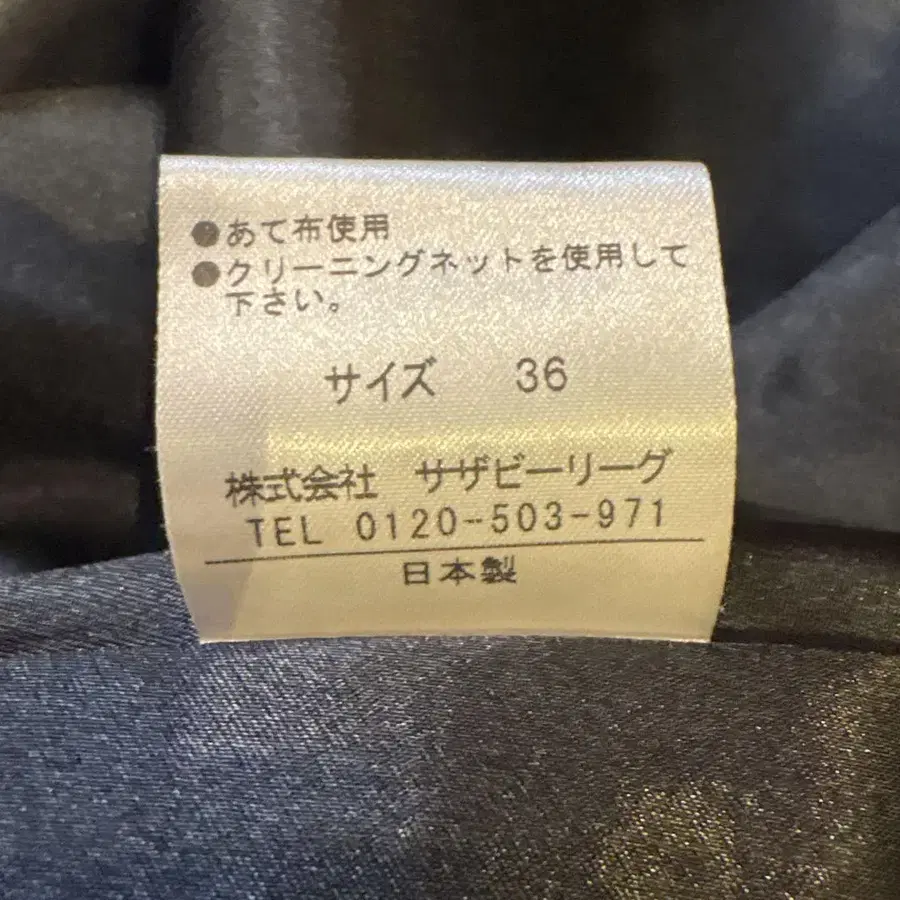 ●あて布使用
●クリーニングネットを使用して
下さい。
サイズ 36
株式会社 サザビーリーグ
TEL 0120-503-971
日本製